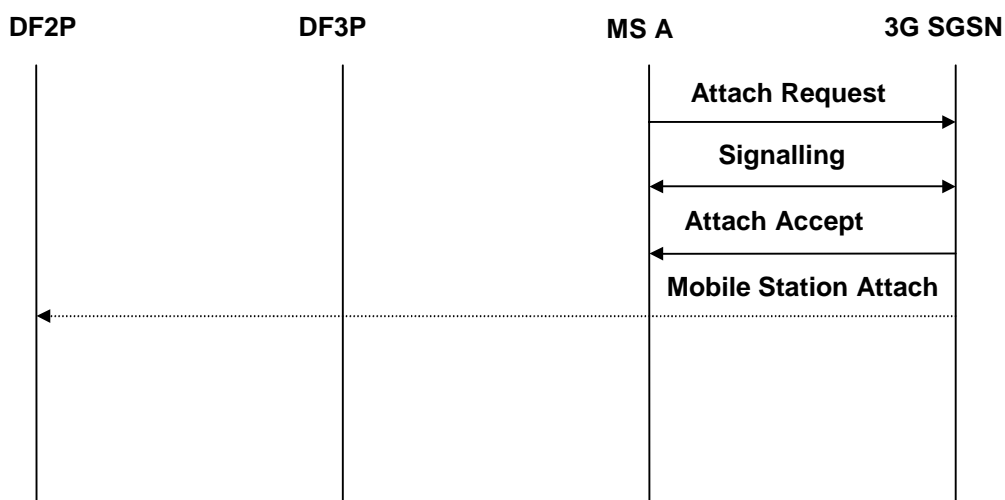 DF2P DF3P MS A 3G SGSN
Attach Request
Signalling
Attach Accept
Mobile Station Attach